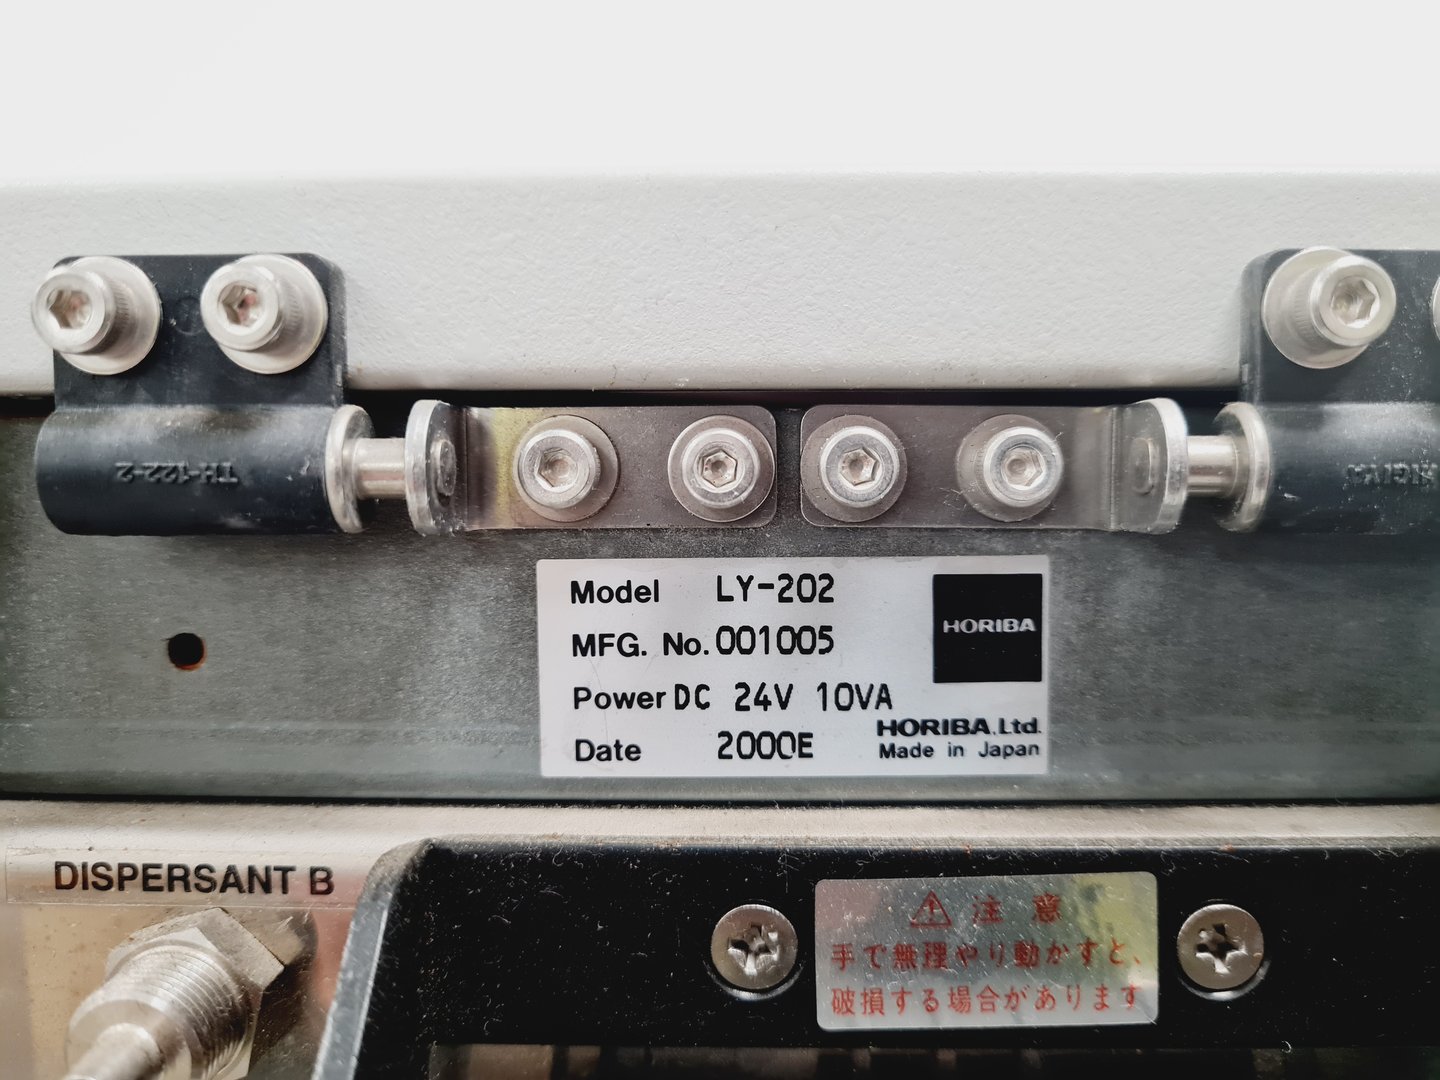 TH-122-2
Model LY-202
MFG. No. 001005
Power DC 24V 10VA
Date 2000E
HORIBA
HORIBA, Ltd.
Made in Japan
DISPERSANT B
注意
手で無理やり動かすと、
破損する場合があります